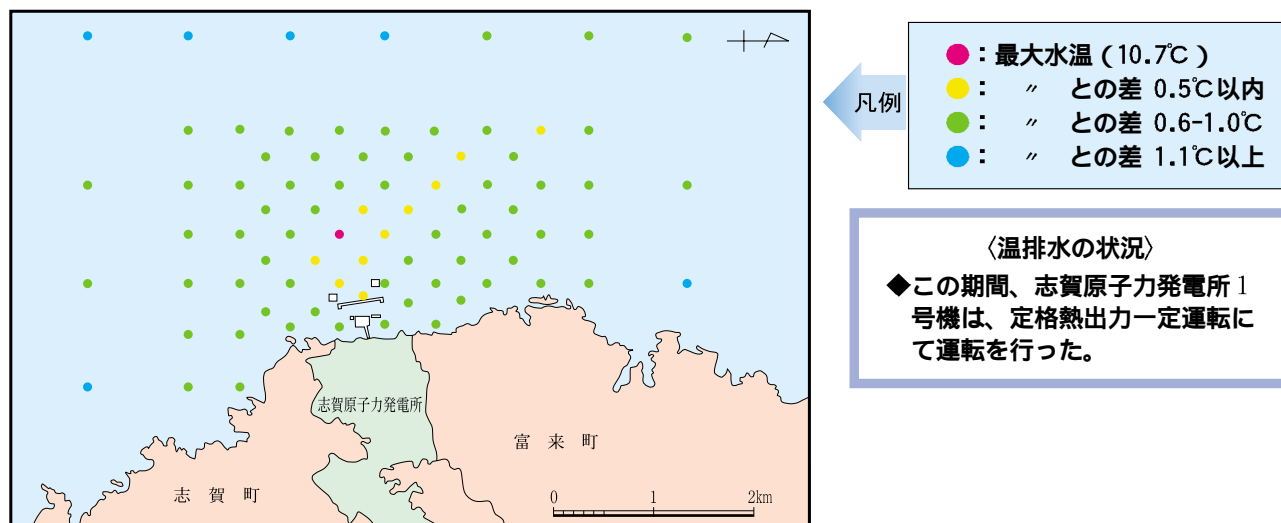 凡例
●：最大水温（10.7℃）
●：　〃　との差 0.5℃以内
●：　〃　との差 0.6-1.0℃
●：　〃　との差 1.1℃以上
〈温排水の状況〉
◆この期間、志賀原子力発電所1
号機は、定格熱出力一定運転に
て運転を行った。
志賀原子力発電所
富来町
志賀町
0 1 2km